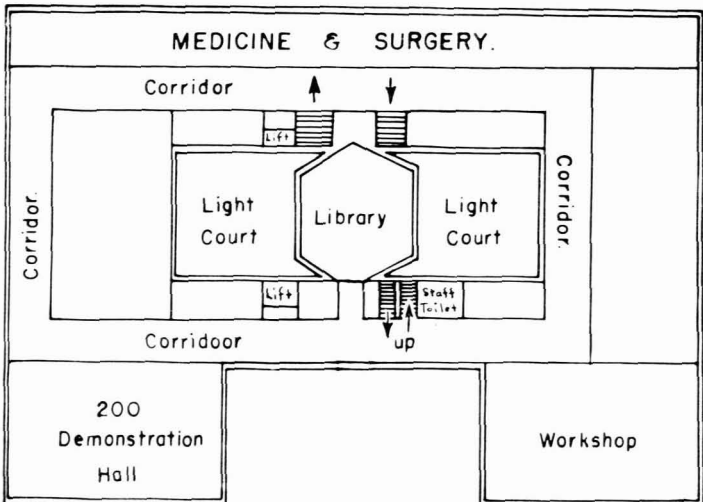 MEDICINE & SURGERY.
Corridor
Lift
Corridor.
Light
Court
Library
Light
Court
Corridor.
Lift
Staff
Toilet
Corridoor
up
200
Demonstration
Hall
Workshop